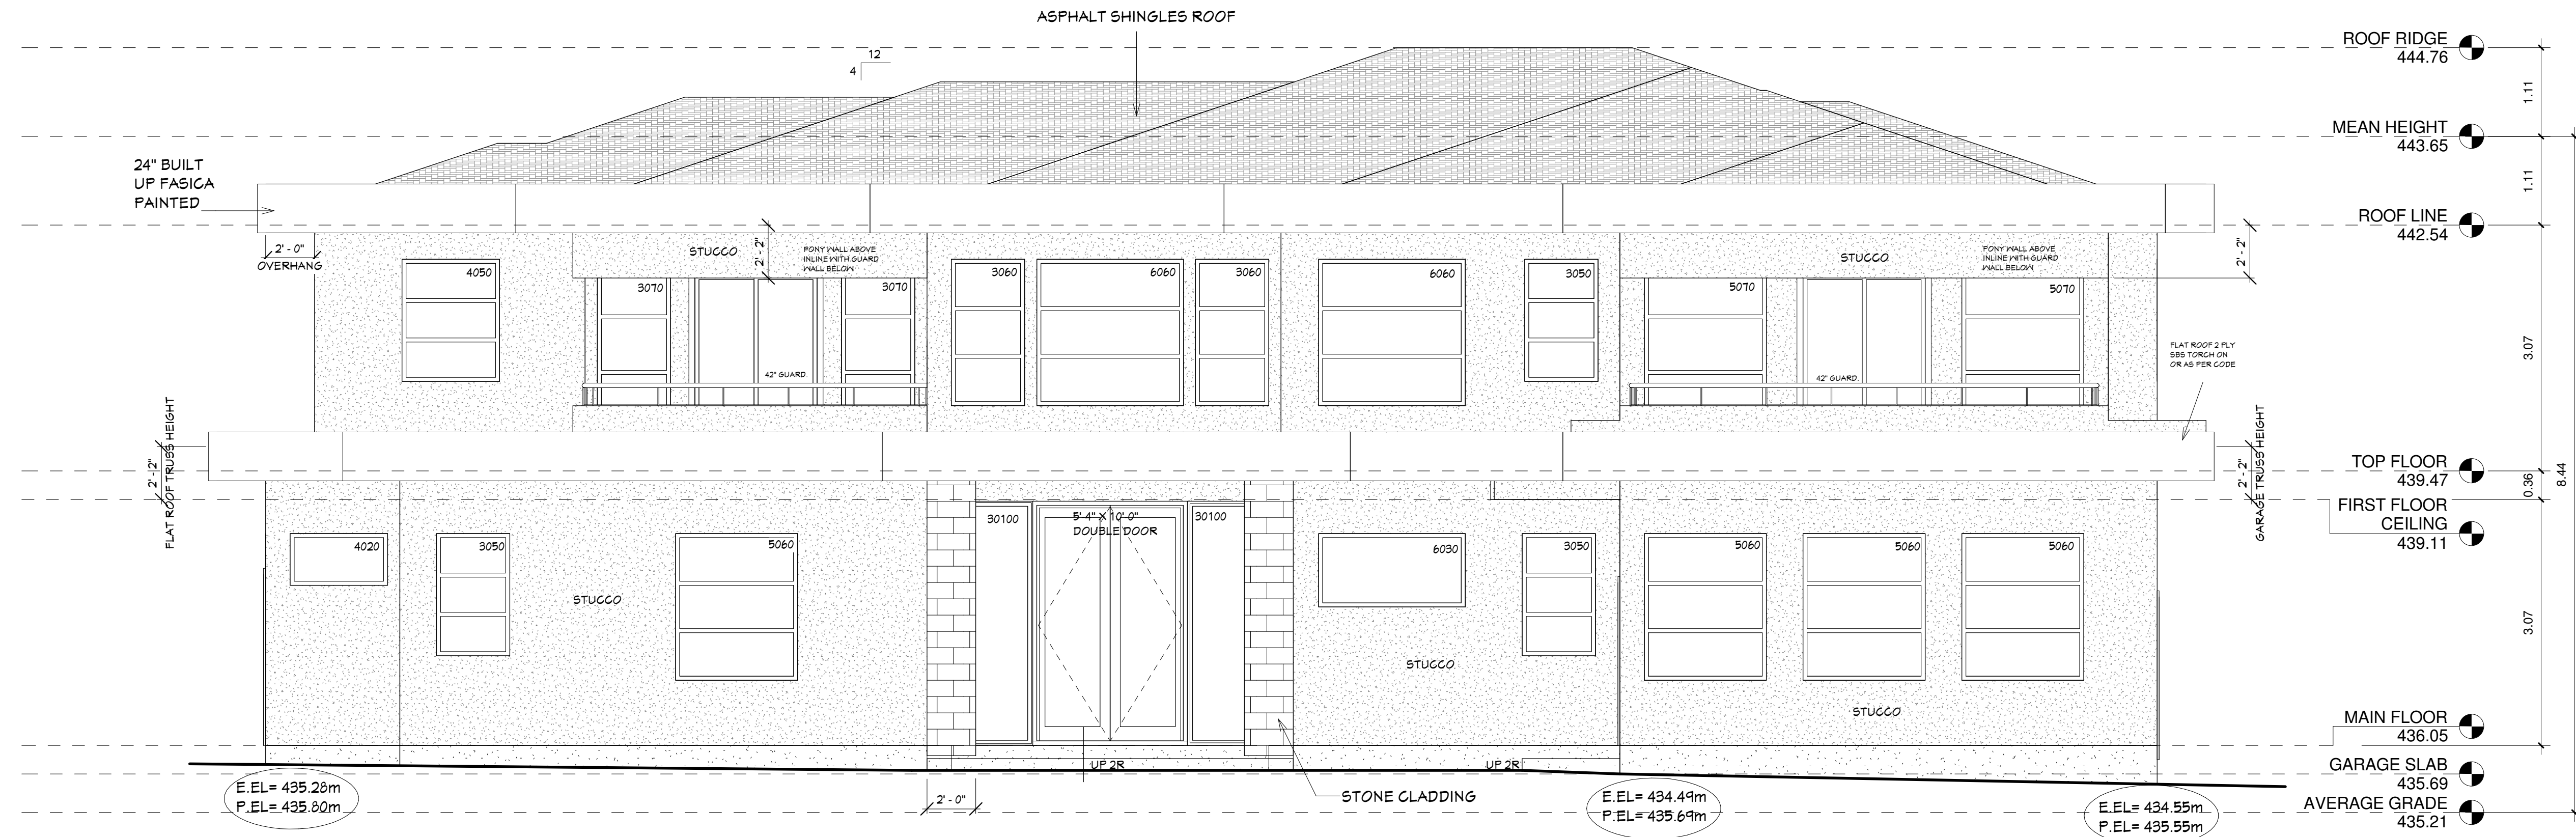 ASPHALT SHINGLES ROOF
12
4
ROOF RIDGE
444.76
1.11
MEAN HEIGHT
443.65
24" BUILT
UP FASICA
PAINTED
1.11
ROOF LINE
442.54
2' - 0"
OVERHANG
STUCCO
2' - 2"
PONY WALL ABOVE
INLINE WITH GUARD
WALL BELOW
STUCCO
PONY WALL ABOVE
INLINE WITH GUARD
WALL BELOW
2' - 2"
4050
3070
3070
3060
6060
3060
6060
3050
5070
5070
42" GUARD.
42" GUARD.
FLAT ROOF 2 PLY
SBS TORCH ON
OR AS PER CODE
3.07
FLAT ROOF TRUSS HEIGHT
2' - 2"
GARAGE TRUSS HEIGHT
2' - 2"
TOP FLOOR
439.47
0.36
8.44
FIRST FLOOR
CEILING
439.11
4020
3050
5060
30100
5'-4" X 10'-0"
DOUBLE DOOR
30100
6030
3050
5060
5060
5060
STUCCO
STUCCO
STUCCO
3.07
MAIN FLOOR
436.05
UP 2R
UP 2R
GARAGE SLAB
435.69
E.EL= 435.28m
P.EL= 435.80m
2' - 0"
STONE CLADDING
E.EL= 434.49m
P.EL= 435.69m
E.EL= 434.55m
P.EL= 435.55m
AVERAGE GRADE
435.21